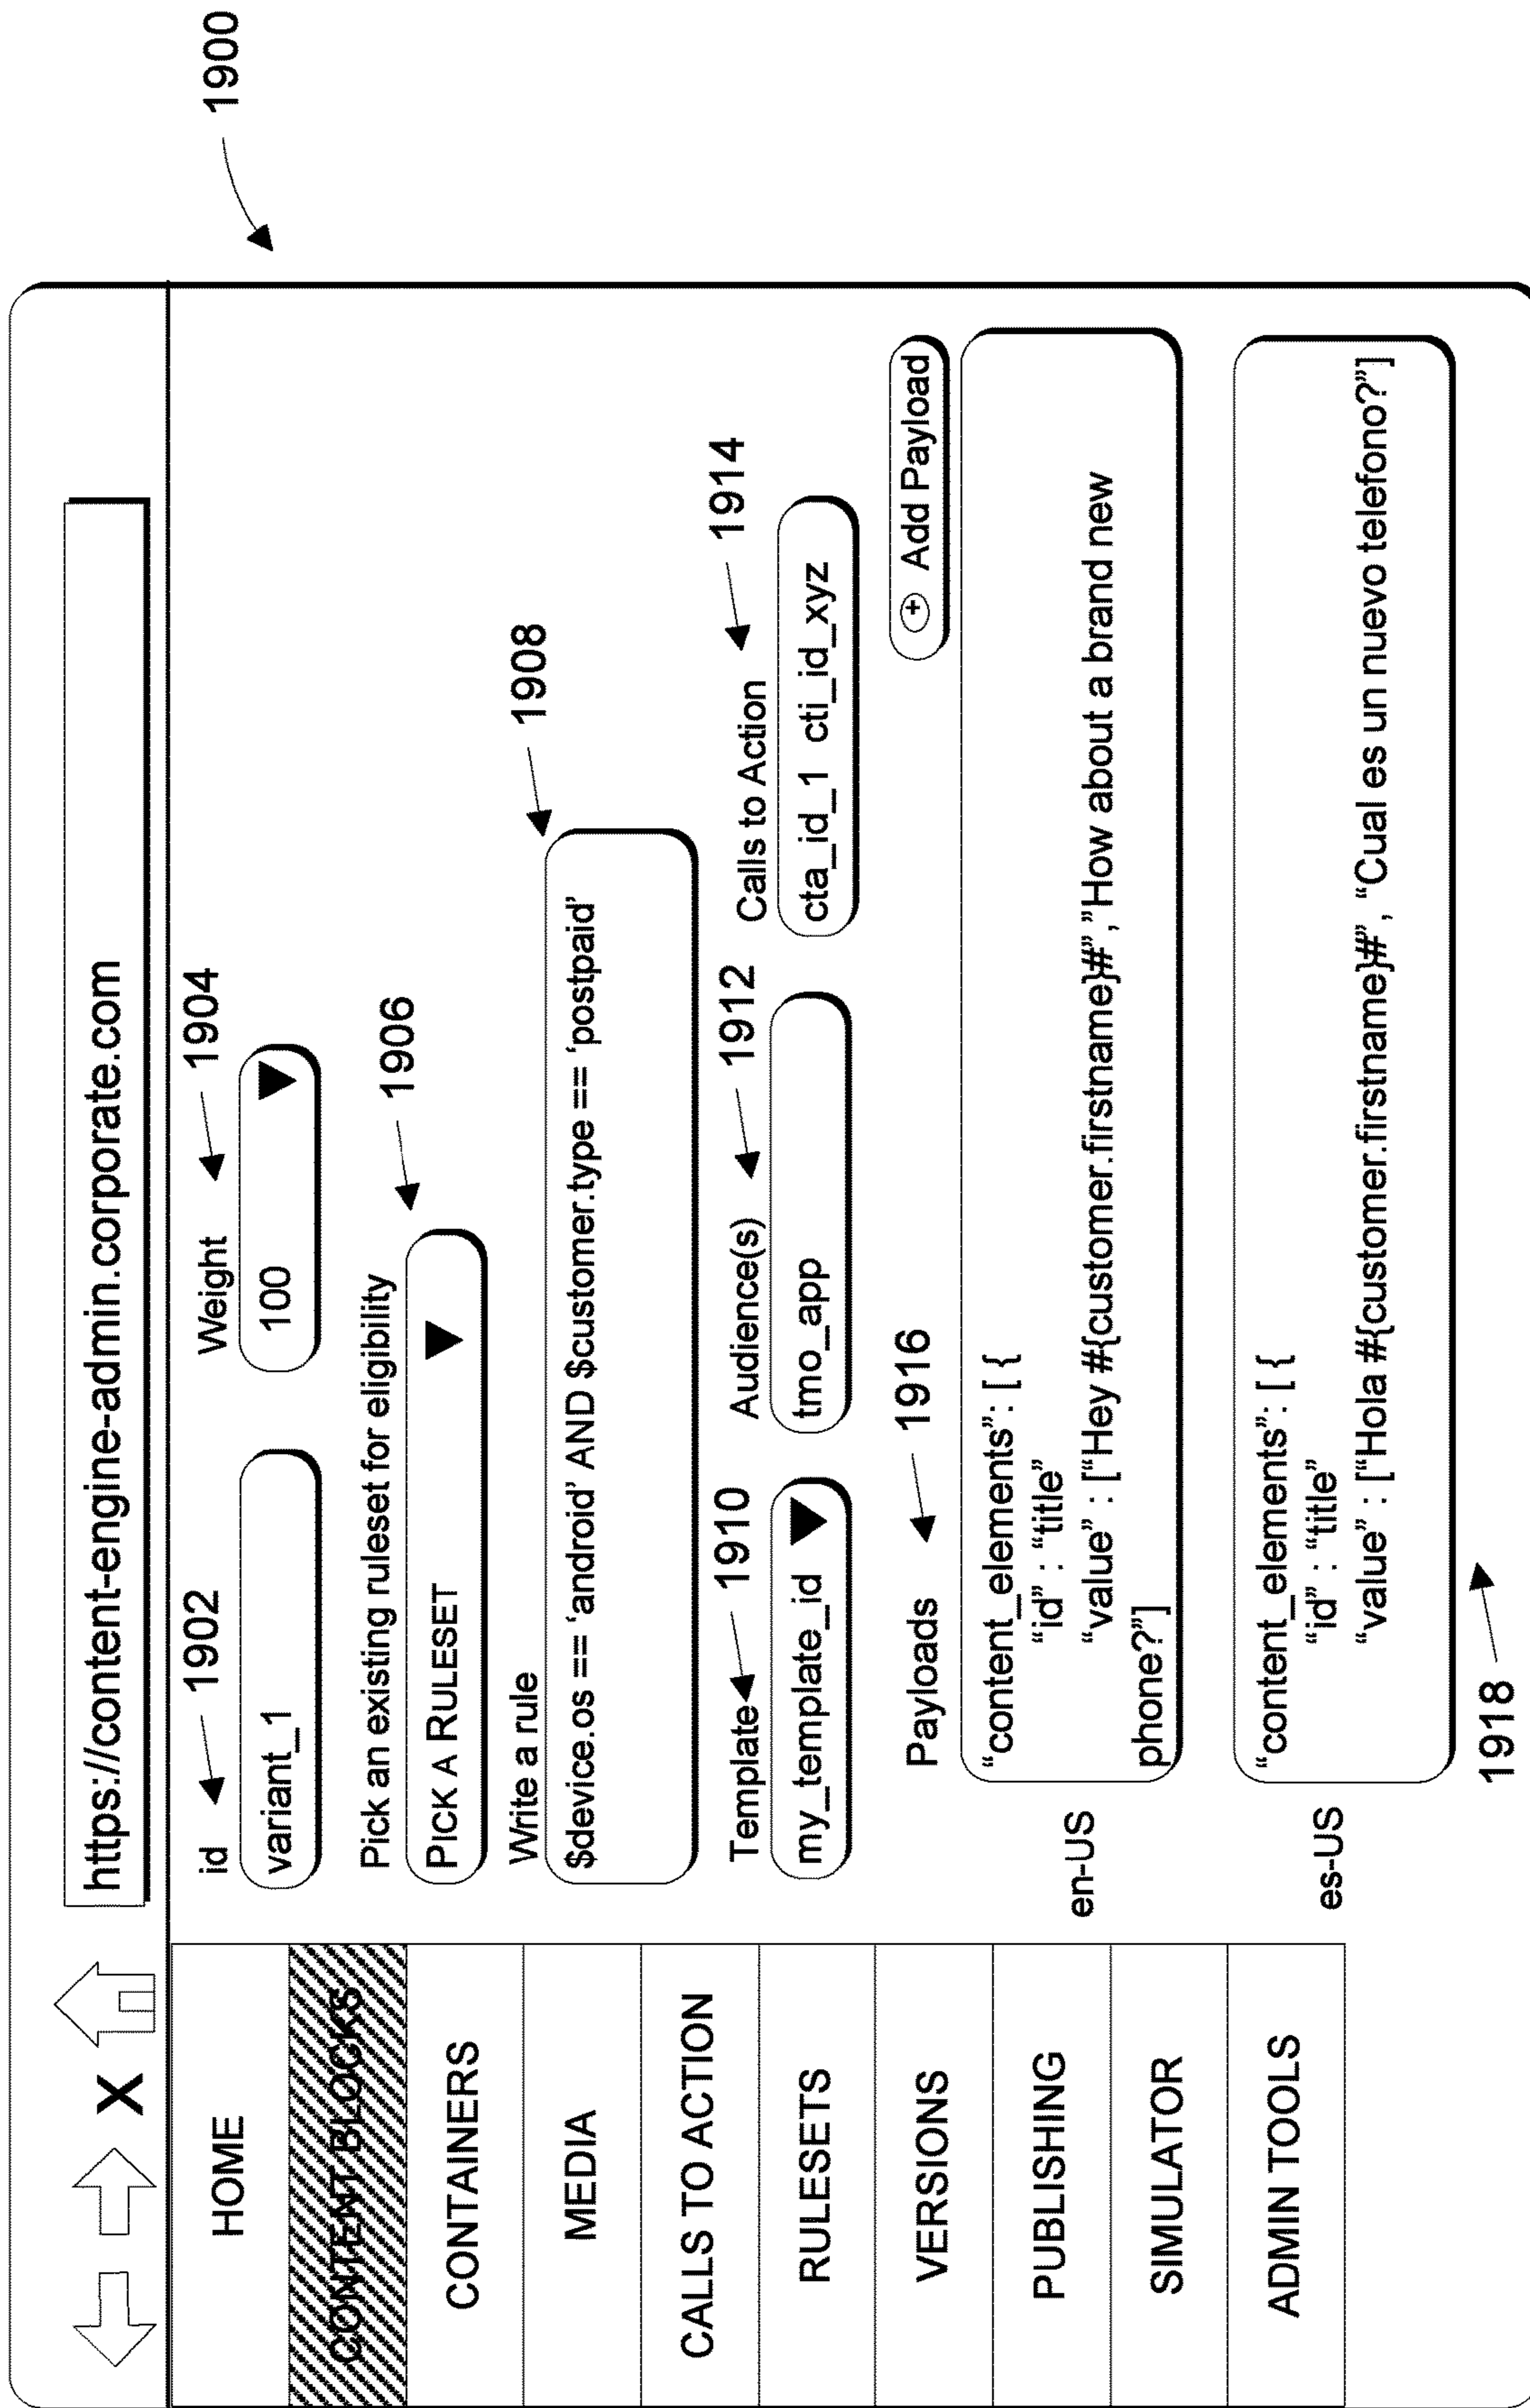 1900
https://content-engine-admin.corporate.com
HOME
CONTENT BLOCKS
CONTAINERS
MEDIA
CALLS TO ACTION
RULESETS
VERSIONS
PUBLISHING
SIMULATOR
ADMIN TOOLS
id 1902 Weight 1904
variant_1 100
Pick an existing ruleset for eligibility 1906
PICK A RULESET
Write a rule 1908
$device.os == ‘android’ AND $customer.type == ‘postpaid’
Template 1910 Audience(s) 1912 Calls to Action 1914
my_template_id tmo_app cta_id_1 cti_id_xyz
Payloads 1916 + Add Payload
en-US
“content_elements”: [ {
“id” : “title”
“value” : [“Hey #{customer.firstname}#”,”How about a brand new
phone?”]
es-US
“content_elements”: [ {
“id” : “title”
“value” : [“Hola #{customer.firstname}#”, “Cual es un nuevo telefono?”]
1918